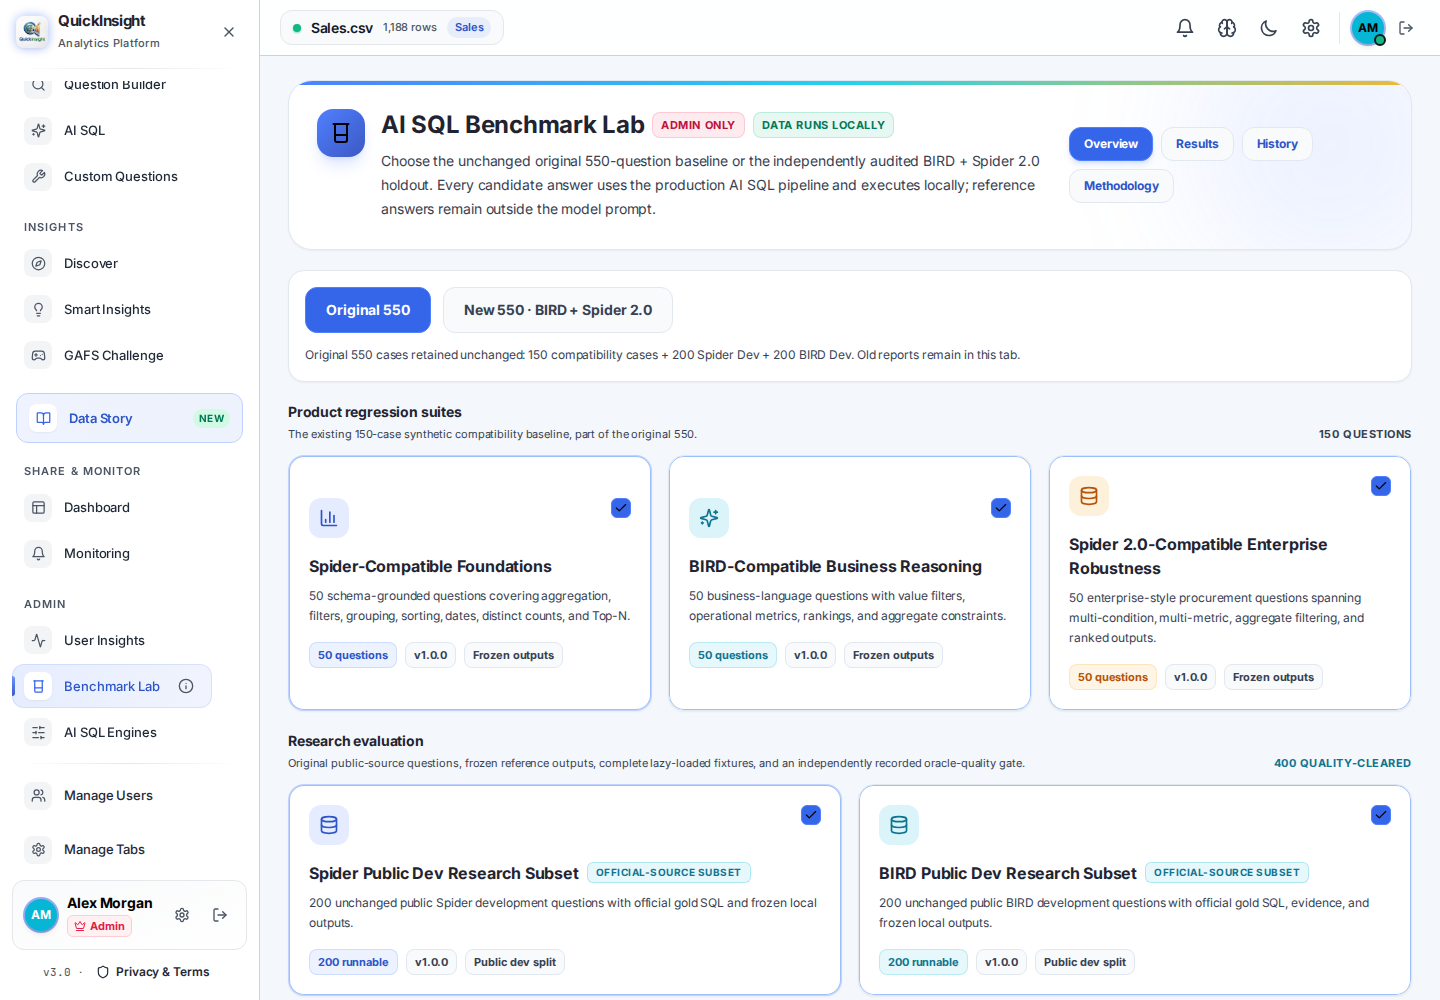 QuickInsight
Analytics Platform
Question Builder
AI SQL
Custom Questions
INSIGHTS
Discover
Smart Insights
GAFS Challenge
Data Story NEW
SHARE & MONITOR
Dashboard
Monitoring
ADMIN
User Insights
Benchmark Lab
AI SQL Engines
Manage Users
Manage Tabs
AM Alex Morgan
Admin
v3.0 · Privacy & Terms
Sales.csv 1,188 rows Sales
AM
AI SQL Benchmark Lab ADMIN ONLY DATA RUNS LOCALLY
Choose the unchanged original 550-question baseline or the independently audited BIRD + Spider 2.0
holdout. Every candidate answer uses the production AI SQL pipeline and executes locally; reference
answers remain outside the model prompt.
Overview Results History
Methodology
Original 550 New 550 · BIRD + Spider 2.0
Original 550 cases retained unchanged: 150 compatibility cases + 200 Spider Dev + 200 BIRD Dev. Old reports remain in this tab.
Product regression suites
The existing 150-case synthetic compatibility baseline, part of the original 550. 150 QUESTIONS
Spider-Compatible Foundations
50 schema-grounded questions covering aggregation,
filters, grouping, sorting, dates, distinct counts, and Top-N.
50 questions v1.0.0 Frozen outputs
BIRD-Compatible Business Reasoning
50 business-language questions with value filters,
operational metrics, rankings, and aggregate constraints.
50 questions v1.0.0 Frozen outputs
Spider 2.0-Compatible Enterprise
Robustness
50 enterprise-style procurement questions spanning
multi-condition, multi-metric, aggregate filtering, and
ranked outputs.
50 questions v1.0.0 Frozen outputs
Research evaluation
Original public-source questions, frozen reference outputs, complete lazy-loaded fixtures, and an independently recorded oracle-quality gate. 400 QUALITY-CLEARED
Spider Public Dev Research Subset OFFICIAL-SOURCE SUBSET
200 unchanged public Spider development questions with official gold SQL and frozen local
outputs.
200 runnable v1.0.0 Public dev split
BIRD Public Dev Research Subset OFFICIAL-SOURCE SUBSET
200 unchanged public BIRD development questions with official gold SQL, evidence, and
frozen local outputs.
200 runnable v1.0.0 Public dev split